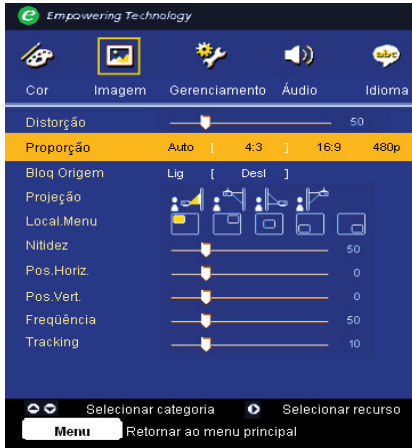 Empowering Technology
Cor Imagem Gerenciamento Áudio Idioma
Distorção 50
Proporção Auto [ 4:3 ] 16:9 480p
Bloq Origem Lig [ Desl ]
Projeção
Local.Menu
Nitidez 50
Pos.Horiz. 0
Pos.Vert. 0
Freqüência 50
Tracking 10
Selecionar categoria Selecionar recurso
Menu Retornar ao menu principal